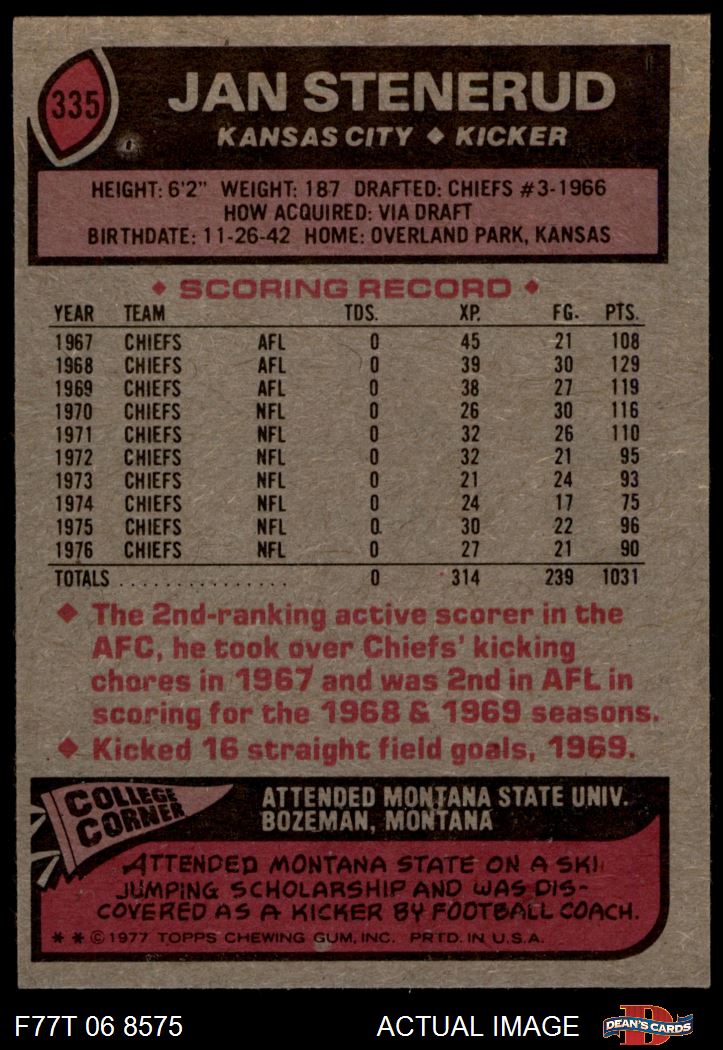 335
JAN STENERUD
KANSAS CITY ♦ KICKER
HEIGHT: 6'2" WEIGHT: 187 DRAFTED: CHIEFS #3-1966
HOW ACQUIRED: VIA DRAFT
BIRTHDATE: 11-26-42 HOME: OVERLAND PARK, KANSAS
♦ SCORING RECORD ♦
YEAR TEAM TDS. XP. FG. PTS.
1967 CHIEFS AFL 0 45 21 108
1968 CHIEFS AFL 0 39 30 129
1969 CHIEFS AFL 0 38 27 119
1970 CHIEFS NFL 0 26 30 116
1971 CHIEFS NFL 0 32 26 110
1972 CHIEFS NFL 0 32 21 95
1973 CHIEFS NFL 0 21 24 93
1974 CHIEFS NFL 0 24 17 75
1975 CHIEFS NFL 0 30 22 96
1976 CHIEFS NFL 0 27 21 90
TOTALS . . . . . . . . . . . . . . . . 0 314 239 1031
♦ The 2nd-ranking active scorer in the
AFC, he took over Chiefs' kicking
chores in 1967 and was 2nd in AFL in
scoring for the 1968 & 1969 seasons.
♦ Kicked 16 straight field goals, 1969.
COLLEGE
CORNER
ATTENDED MONTANA STATE UNIV.
BOZEMAN, MONTANA
ATTENDED MONTANA STATE ON A SKI
JUMPING SCHOLARSHIP AND WAS DIS-
COVERED AS A KICKER BY FOOTBALL COACH.
* * © 1977 TOPPS CHEWING GUM, INC. PRTD. IN U.S.A.
F77T 06 8575 ACTUAL IMAGE
D
DEAN'S CARDS